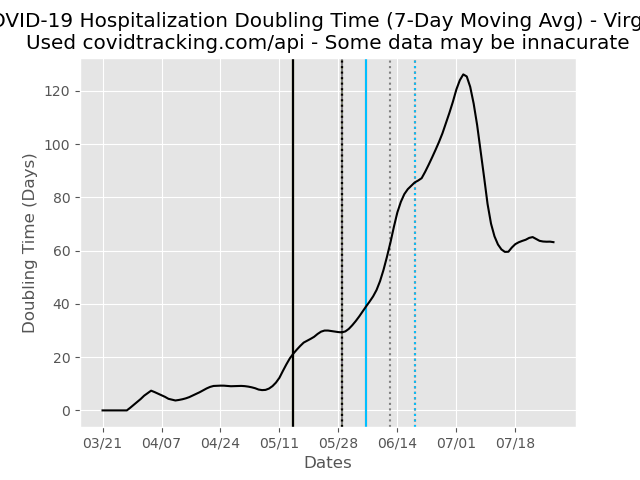 OVID-19 Hospitalization Doubling Time (7-Day Moving Avg) - Virg
Used covidtracking.com/api - Some data may be innacurate
Doubling Time (Days)
120
100
80
60
40
20
0
03/21 04/07 04/24 05/11 05/28 06/14 07/01 07/18
Dates